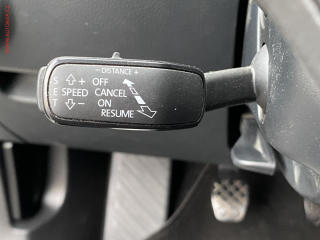 − DISTANCE +
S + OFF
E SPEED CANCEL
T − ON
RESUME